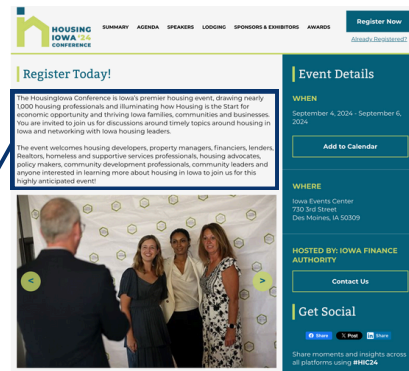 HOUSING
IOWA '24
CONFERENCE
SUMMARY AGENDA SPEAKERS LODGING SPONSORS & EXHIBITORS AWARDS
Register Now
Already Registered?
Register Today!
The HousingIowa Conference is Iowa's premier housing event, drawing nearly
1,000 housing professionals and illuminating how Housing is the Start for
economic opportunity and thriving Iowa families, communities and businesses.
You are invited to join us for discussions around timely topics around housing in
Iowa and networking with Iowa housing leaders.
The event welcomes housing developers, property managers, financiers, lenders,
Realtors, homeless and supportive services professionals, housing advocates,
policy makers, community development professionals, community leaders and
anyone interested in learning more about housing in Iowa to join us for this
highly anticipated event!
<
>
Event Details
WHEN
September 4, 2024 - September 6,
2024
Add to Calendar
WHERE
Iowa Events Center
730 3rd Street
Des Moines, IA 50309
HOSTED BY: IOWA FINANCE
AUTHORITY
Contact Us
Get Social
Share
X Post
in Share
Share moments and insights across
all platforms using #HIC24